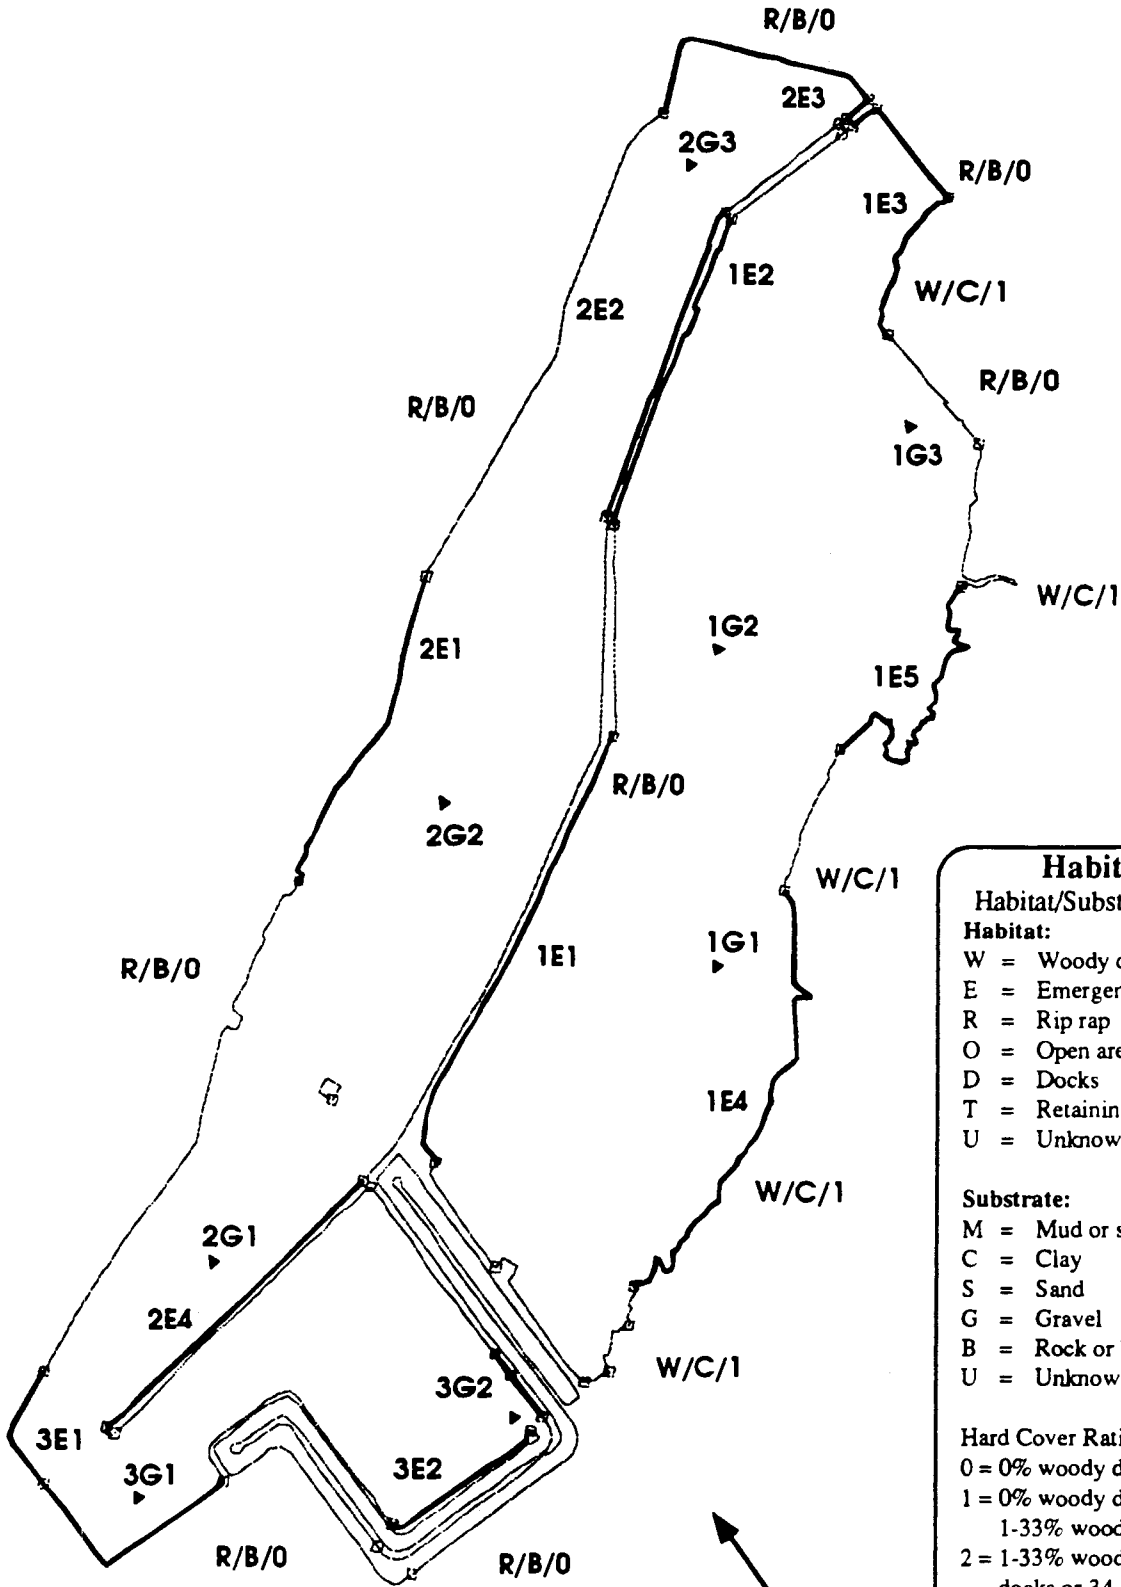 R/B/0
2E3
2G3
R/B/0
1E3
1E2
W/C/1
2E2
R/B/0
R/B/0
1G3
W/C/1
1G2
2E1
1E5
R/B/0
2G2
W/C/1
1G1
1E1
R/B/0
1E4
W/C/1
2G1
2E4
W/C/1
3G2
3E1
3E2
3G1
R/B/0
R/B/0
Habit
Habitat/Subst
Habitat:
W = Woody
E = Emerger
R = Rip rap
O = Open are
D = Docks
T = Retainin
U = Unknow
Substrate:
M = Mud or s
C = Clay
S = Sand
G = Gravel
B = Rock or
U = Unknow
Hard Cover Rati
0 = 0% woody d
1 = 0% woody d
1-33% wood
2 = 1-33% wood
docks or 34